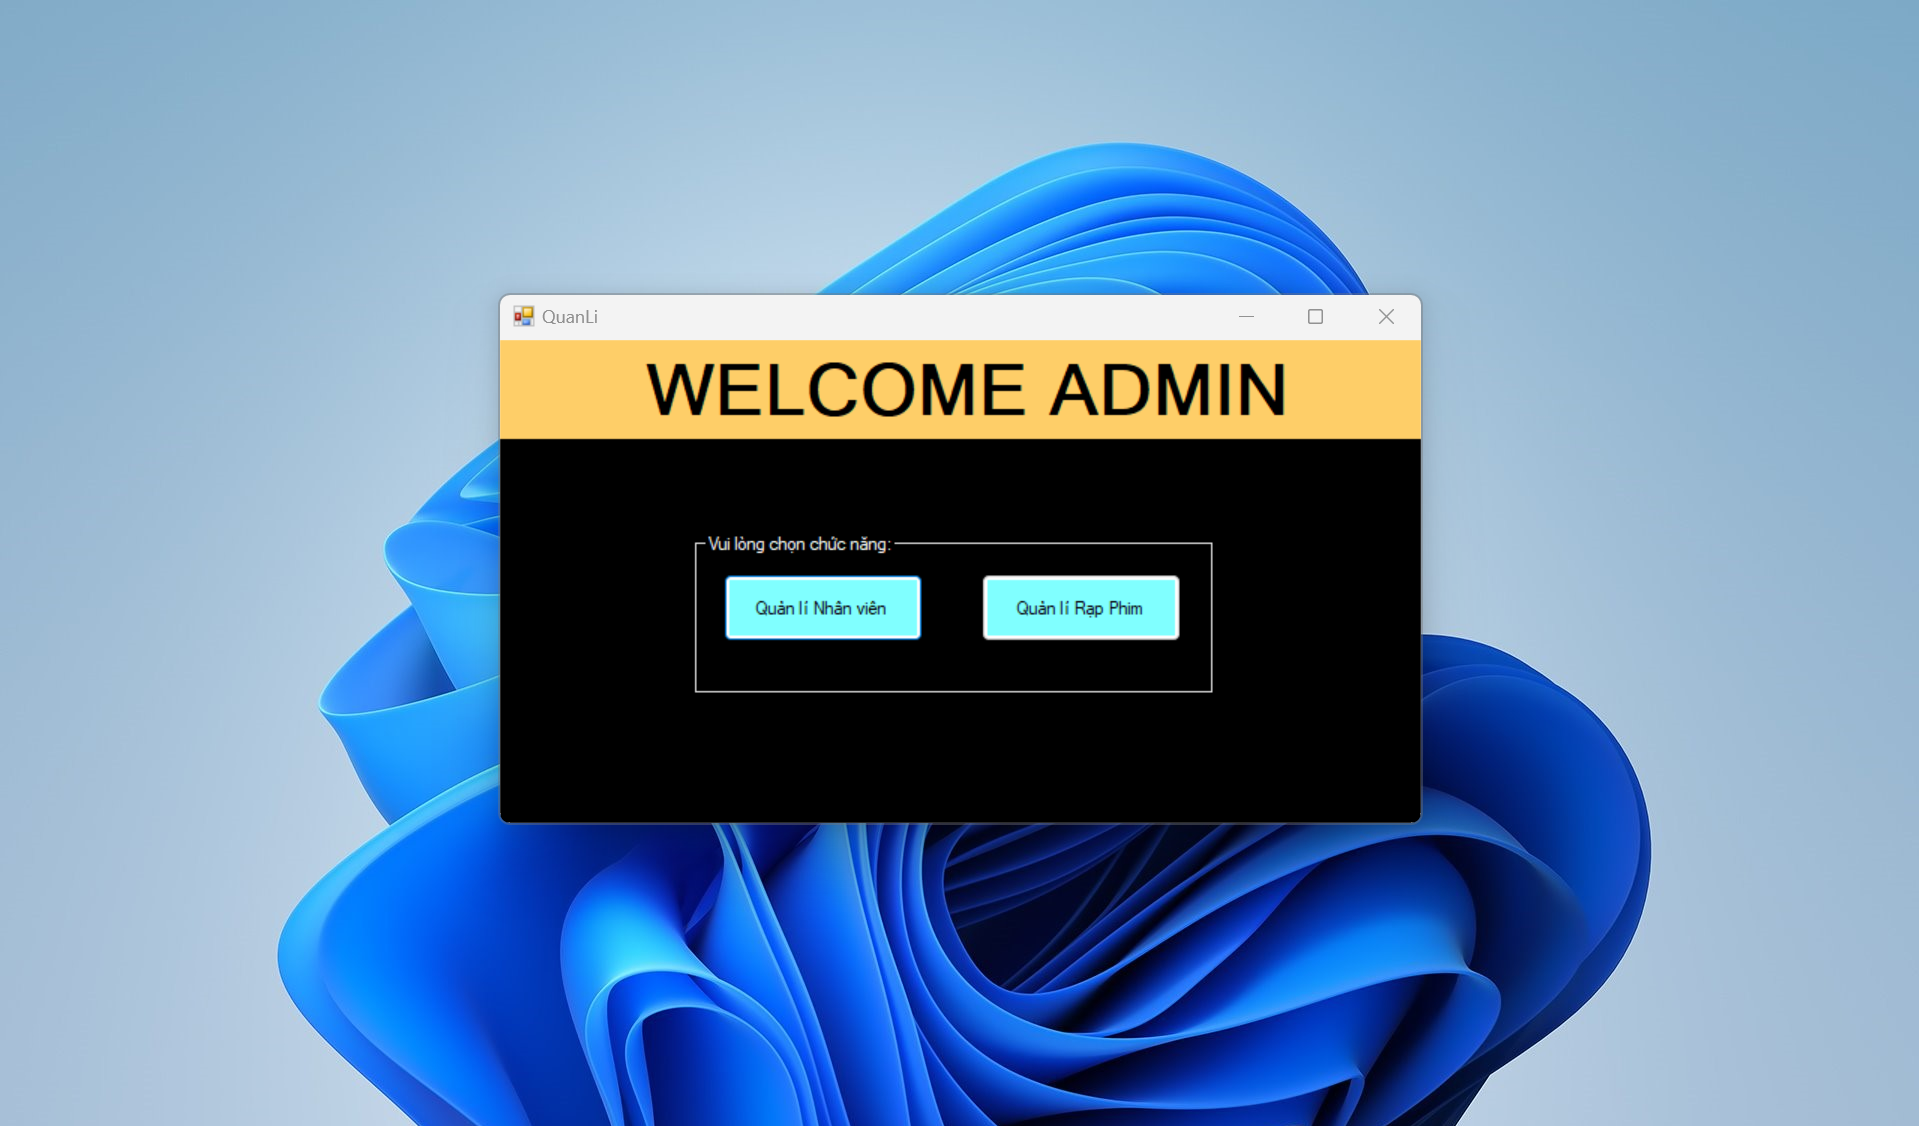 QuanLi
WELCOME ADMIN
Vui lòng chọn chức năng:
Quản lí Nhân viên
Quản lí Rạp Phim